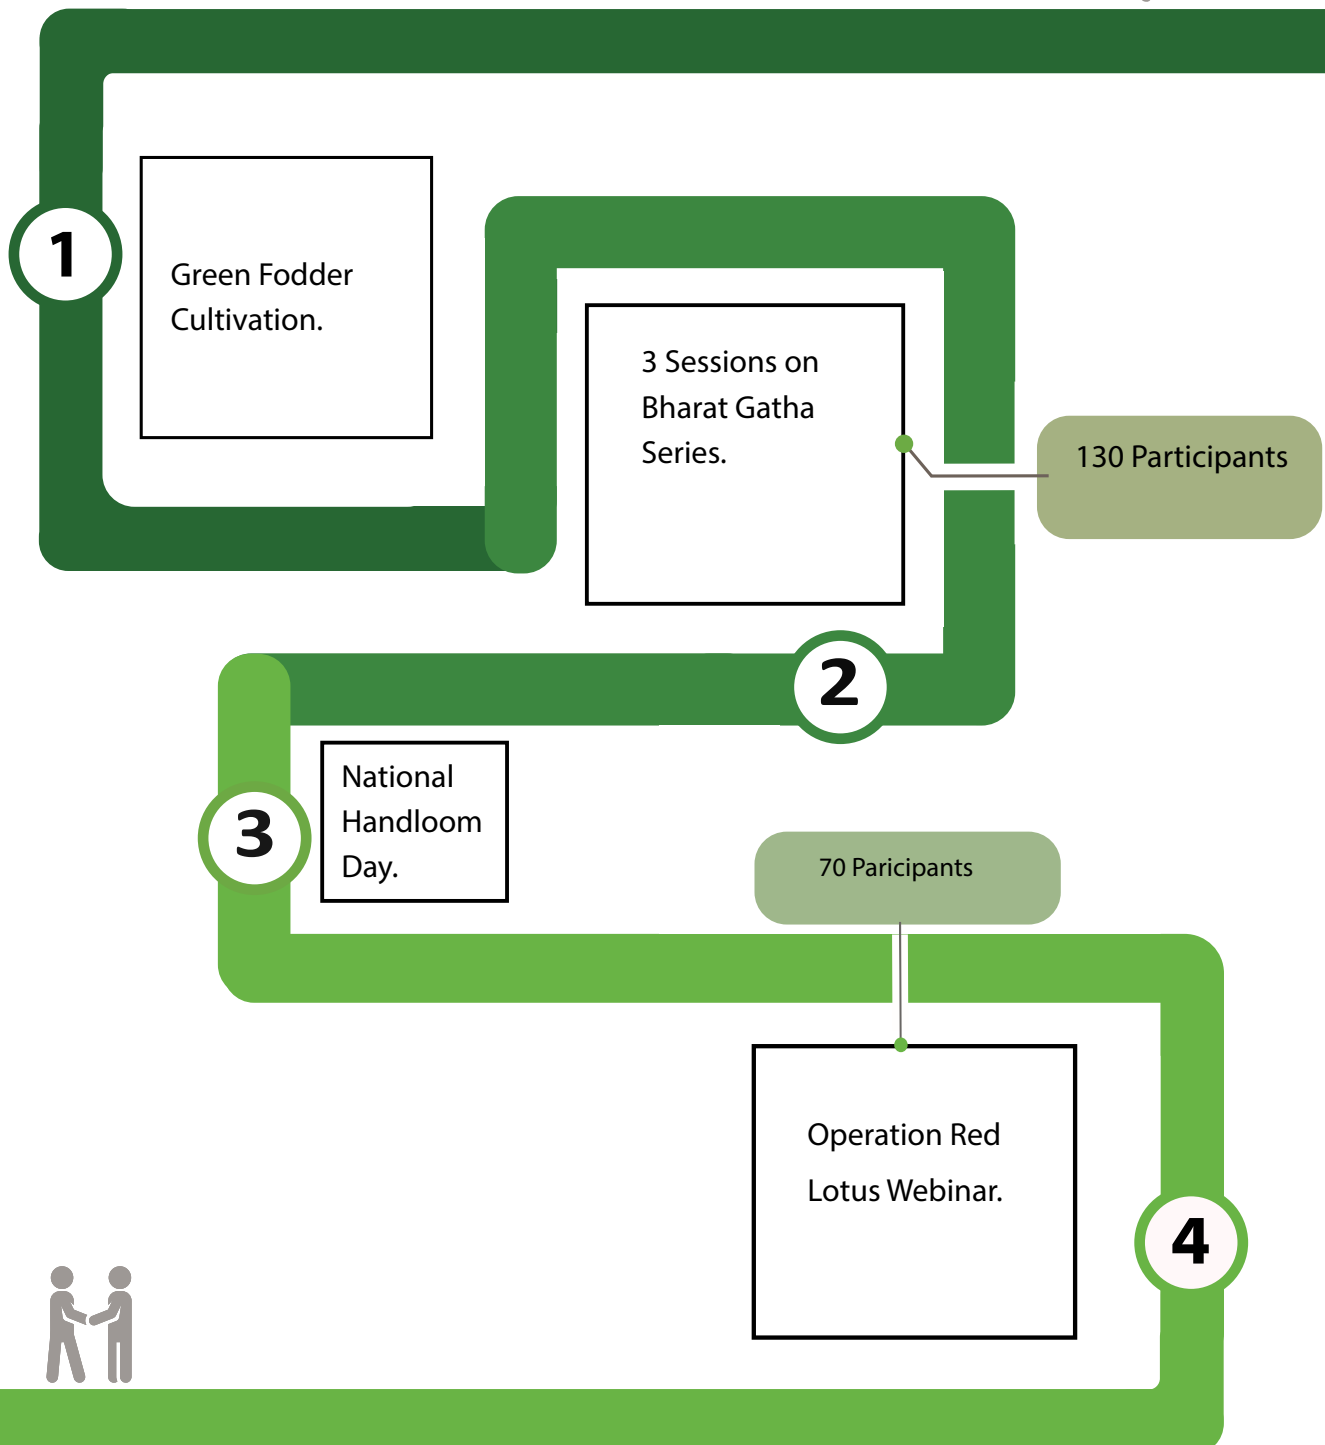 1
Green Fodder
Cultivation.
3 Sessions on
Bharat Gatha
Series.
130 Participants
2
3
National
Handloom
Day.
70 Paricipants
Operation Red
Lotus Webinar.
4